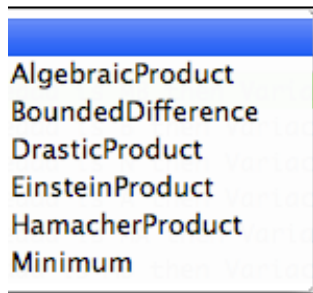 AlgebraicProduct
BoundedDifference
DrasticProduct
EinsteinProduct
HamacherProduct
Minimum